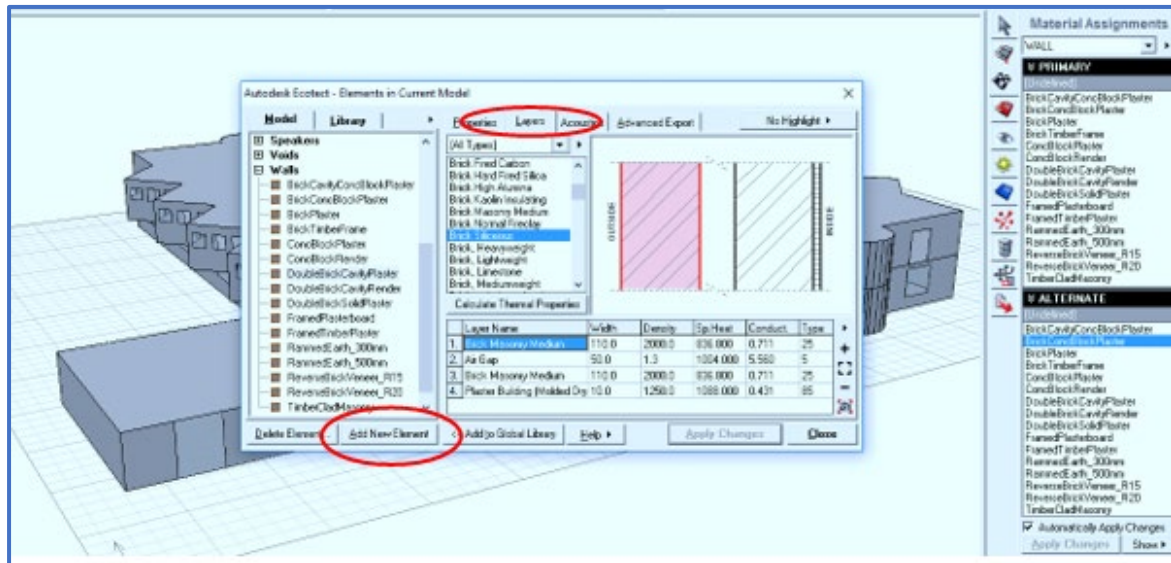 Autodesk Ecotect - Elements in Current Model
Model
Library
Speakers
Voids
Walls
BrickCavityConcBlockPlaster
BrickConcBlockPlaster
BrickPlaster
BrickTimberFrame
ConcBlockPlaster
ConcBlockRender
DoubleBrickCavityPlaster
DoubleBrickCavityRender
DoubleBrickSolidPlaster
FramedPlasterboard
FramedTimberPlaster
RammedEarth_300mm
RammedEarth_500mm
ReverseBrickVeneer_R15
ReverseBrickVeneer_R20
TimberCladMasonry
Properties
Layers
Advanced Export
No Highlight
[All Types]
Brick Fired Carbon
Brick Hard Fired Silica
Brick High Alumina
Brick Kaolin Insulating
Brick Masonry Medium
Brick Normal Fireclay
Brick Siliceous
Brick, Heavyweight
Brick, Lightweight
Brick, Limestone
Brick, Mediumweight
Calculate Thermal Properties
OUTSIDE
INSIDE
Layer Name Width Density Sp.Heat Conduct. Type
1. Brick Masonry Medium 110.0 2000.0 836.800 0.711 25
2. Air Gap 50.0 1.3 1004.000 5.560 5
3. Brick Masonry Medium 110.0 2000.0 836.800 0.711 25
4. Plaster Building (Molded Dry 10.0 1250.0 1088.000 0.431 85
Delete Element...
Add New Element
<< Add to Global Library
Help
Apply Changes
Close
Material Assignments
WALL
PRIMARY
[Undefined]
BrickCavityConcBlockPlaster
BrickConcBlockPlaster
BrickPlaster
BrickTimberFrame
ConcBlockPlaster
ConcBlockRender
DoubleBrickCavityPlaster
DoubleBrickCavityRender
DoubleBrickSolidPlaster
FramedPlasterboard
FramedTimberPlaster
RammedEarth_300mm
RammedEarth_500mm
ReverseBrickVeneer_R15
ReverseBrickVeneer_R20
TimberCladMasonry
ALTERNATE
[Undefined]
BrickCavityConcBlockPlaster
BrickConcBlockPlaster
BrickPlaster
BrickTimberFrame
ConcBlockPlaster
ConcBlockRender
DoubleBrickCavityPlaster
DoubleBrickCavityRender
DoubleBrickSolidPlaster
FramedPlasterboard
FramedTimberPlaster
RammedEarth_300mm
RammedEarth_500mm
ReverseBrickVeneer_R15
ReverseBrickVeneer_R20
TimberCladMasonry
Automatically Apply Changes
Apply Changes
Show